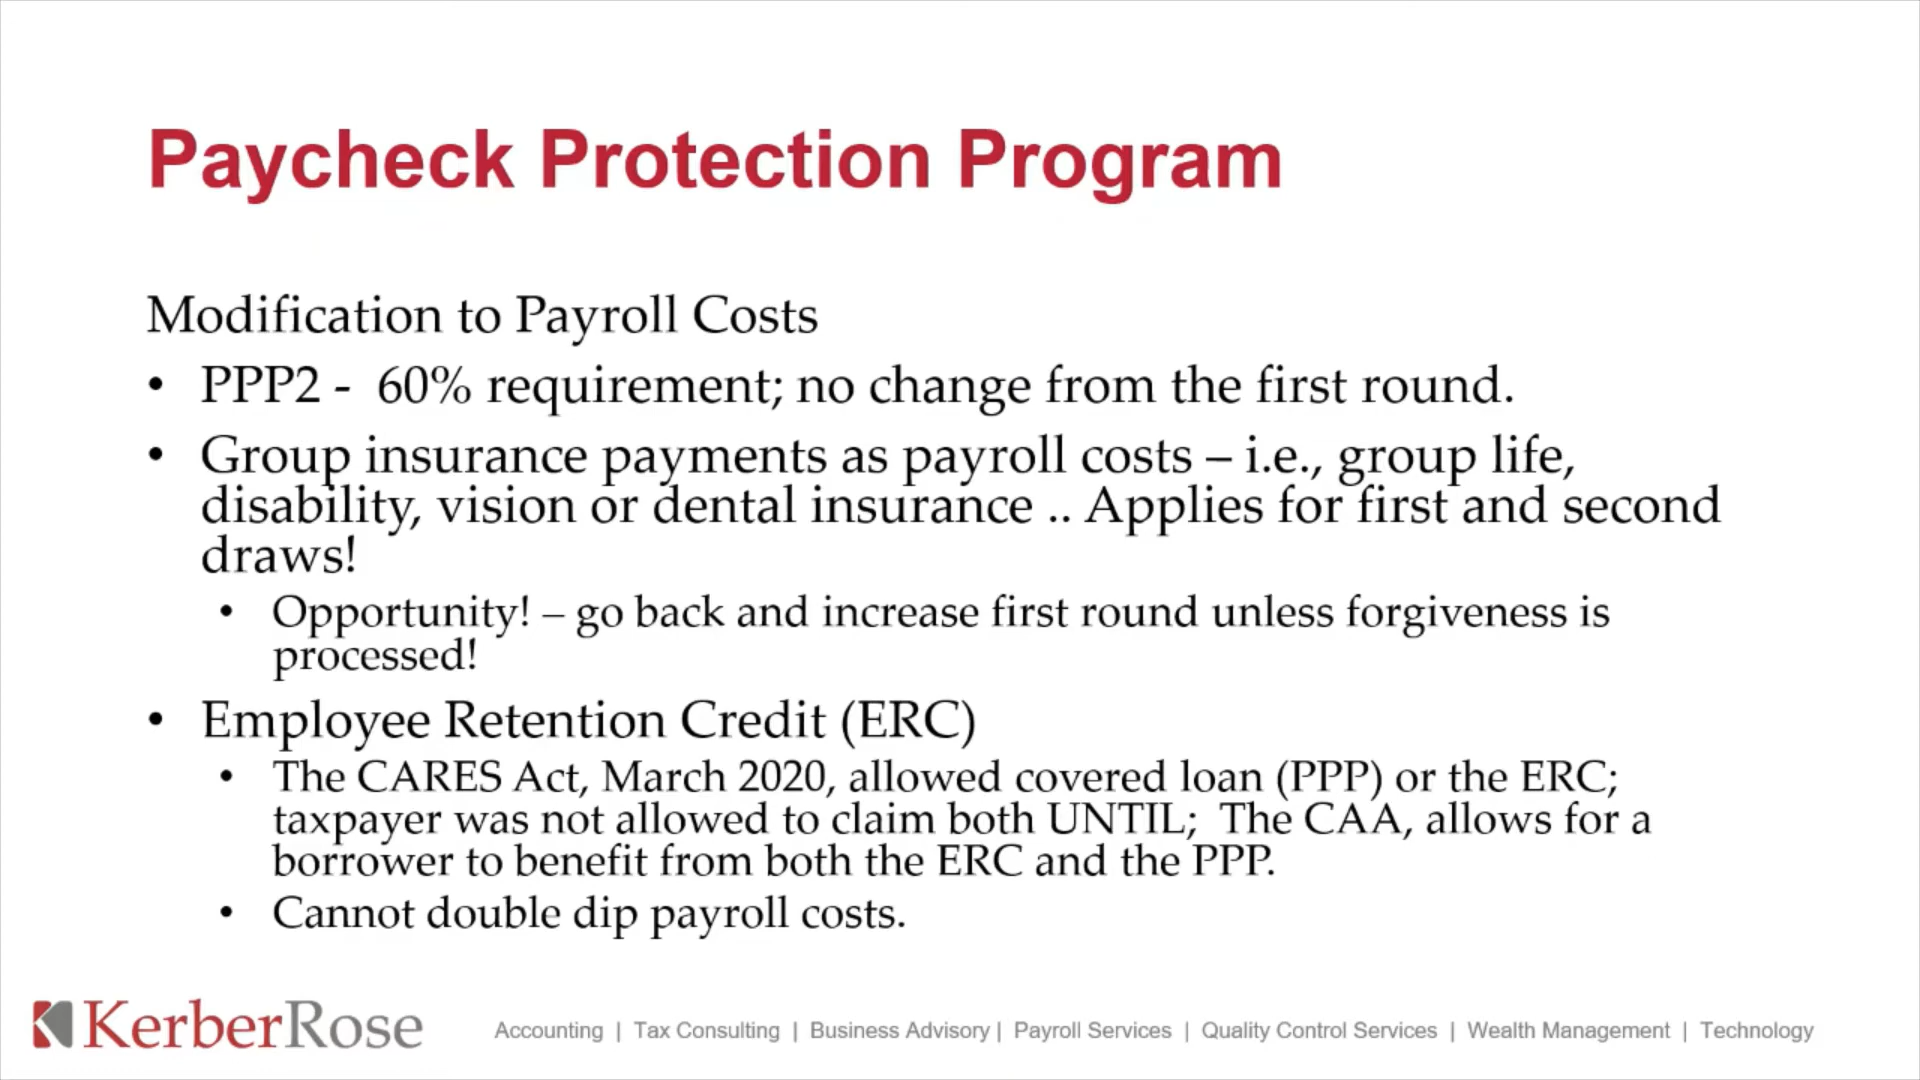 Paycheck Protection Program
Modification to Payroll Costs
• PPP2 -  60% requirement; no change from the first round.
• Group insurance payments as payroll costs – i.e., group life,
disability, vision or dental insurance .. Applies for first and second
draws!
• Opportunity! – go back and increase first round unless forgiveness is
processed!
• Employee Retention Credit (ERC)
• The CARES Act, March 2020, allowed covered loan (PPP) or the ERC;
taxpayer was not allowed to claim both UNTIL;  The CAA, allows for a
borrower to benefit from both the ERC and the PPP.
• Cannot double dip payroll costs.
KerberRose
Accounting | Tax Consulting | Business Advisory | Payroll Services | Quality Control Services | Wealth Management | Technology